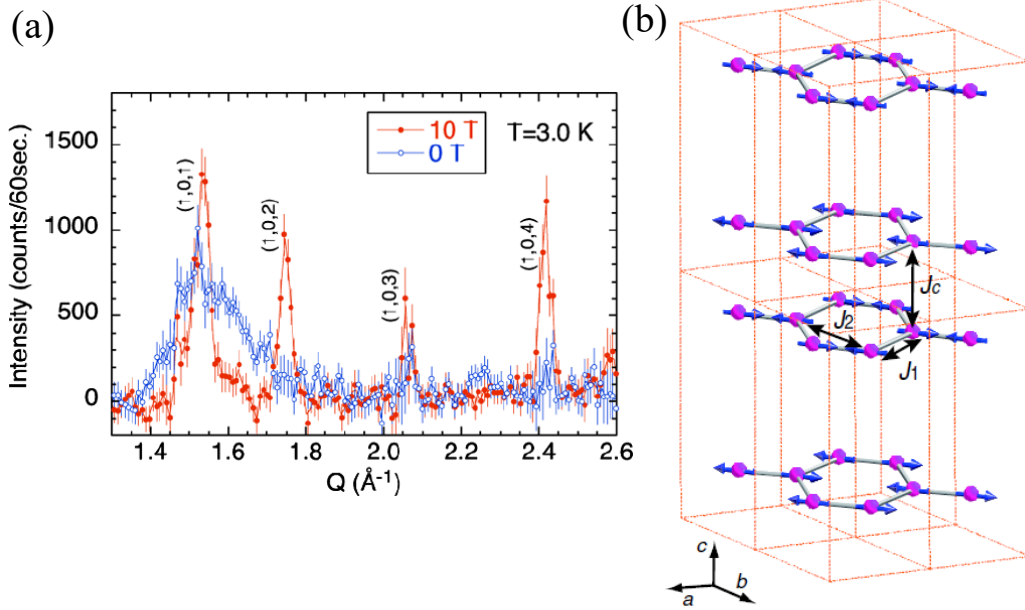 (a)
1500
1000
500
0
Intensity (counts/60sec.)
10 T
0 T
T=3.0 K
(1,0,1)
(1,0,2)
(1,0,3)
(1,0,4)
1.4 1.6 1.8 2.0 2.2 2.4 2.6
Q (Å-1)
(b)
Jc
J2
J1
c
a
b